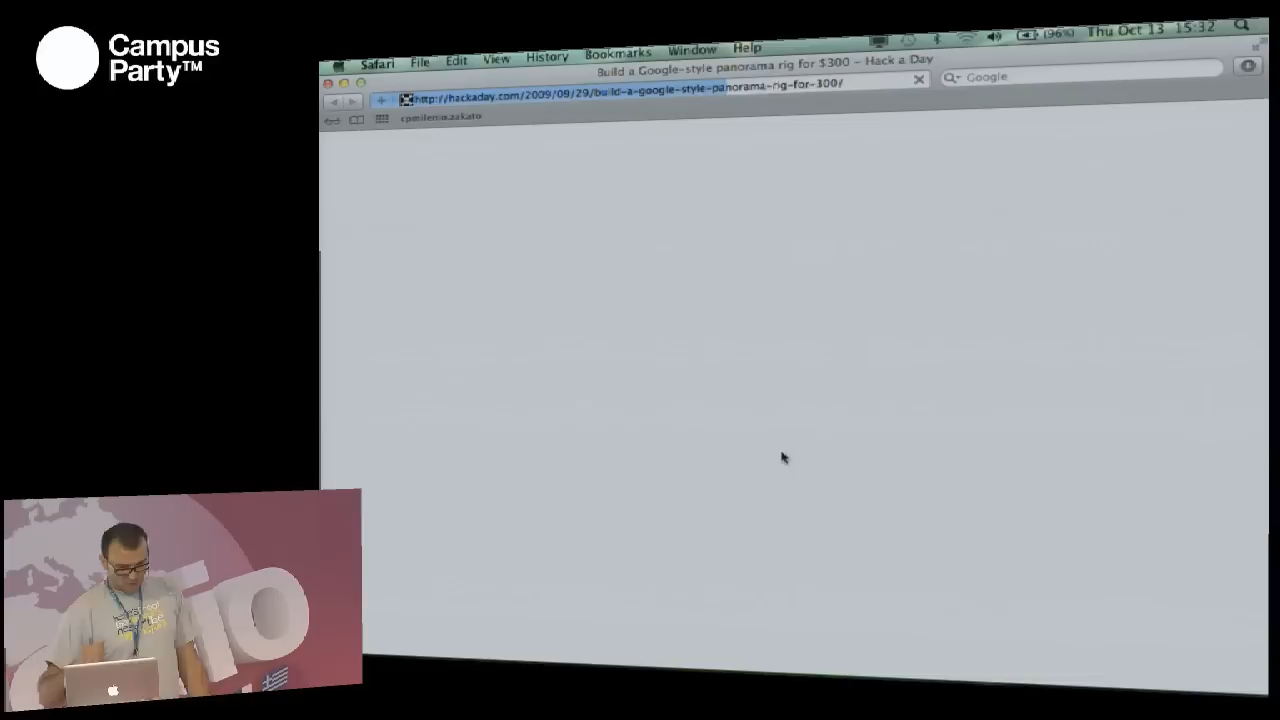 Campus
Party™
Safari File Edit View History Bookmarks Window Help (96%) Thu Oct 13 15:32
Build a Google-style panorama rig for $300 – Hack a Day
http://hackaday.com/2009/09/29/build-a-google-style-panorama-rig-for-300/
Google
io